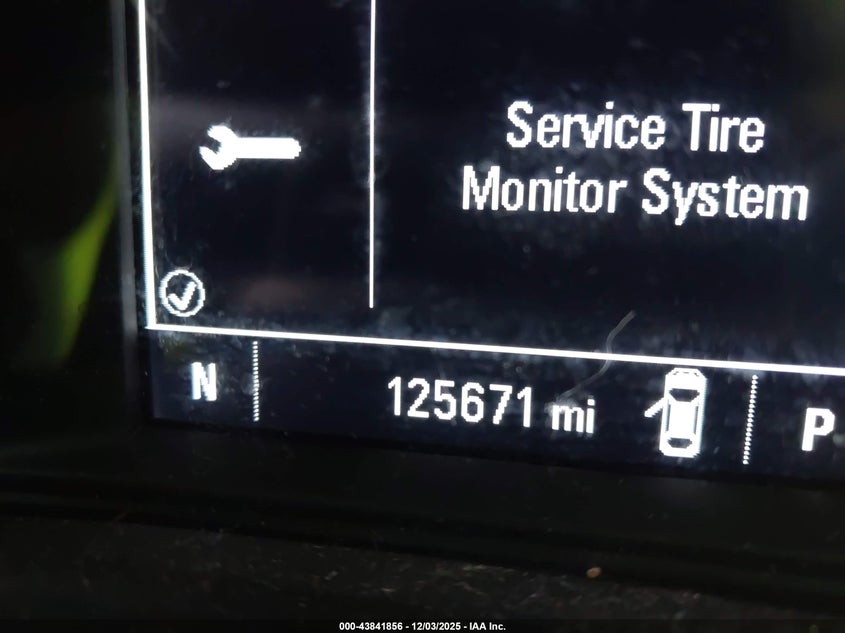 Service Tire
Monitor System
N
125671 mi
P
000-43841856 - 12/03/2025 - IAA Inc.